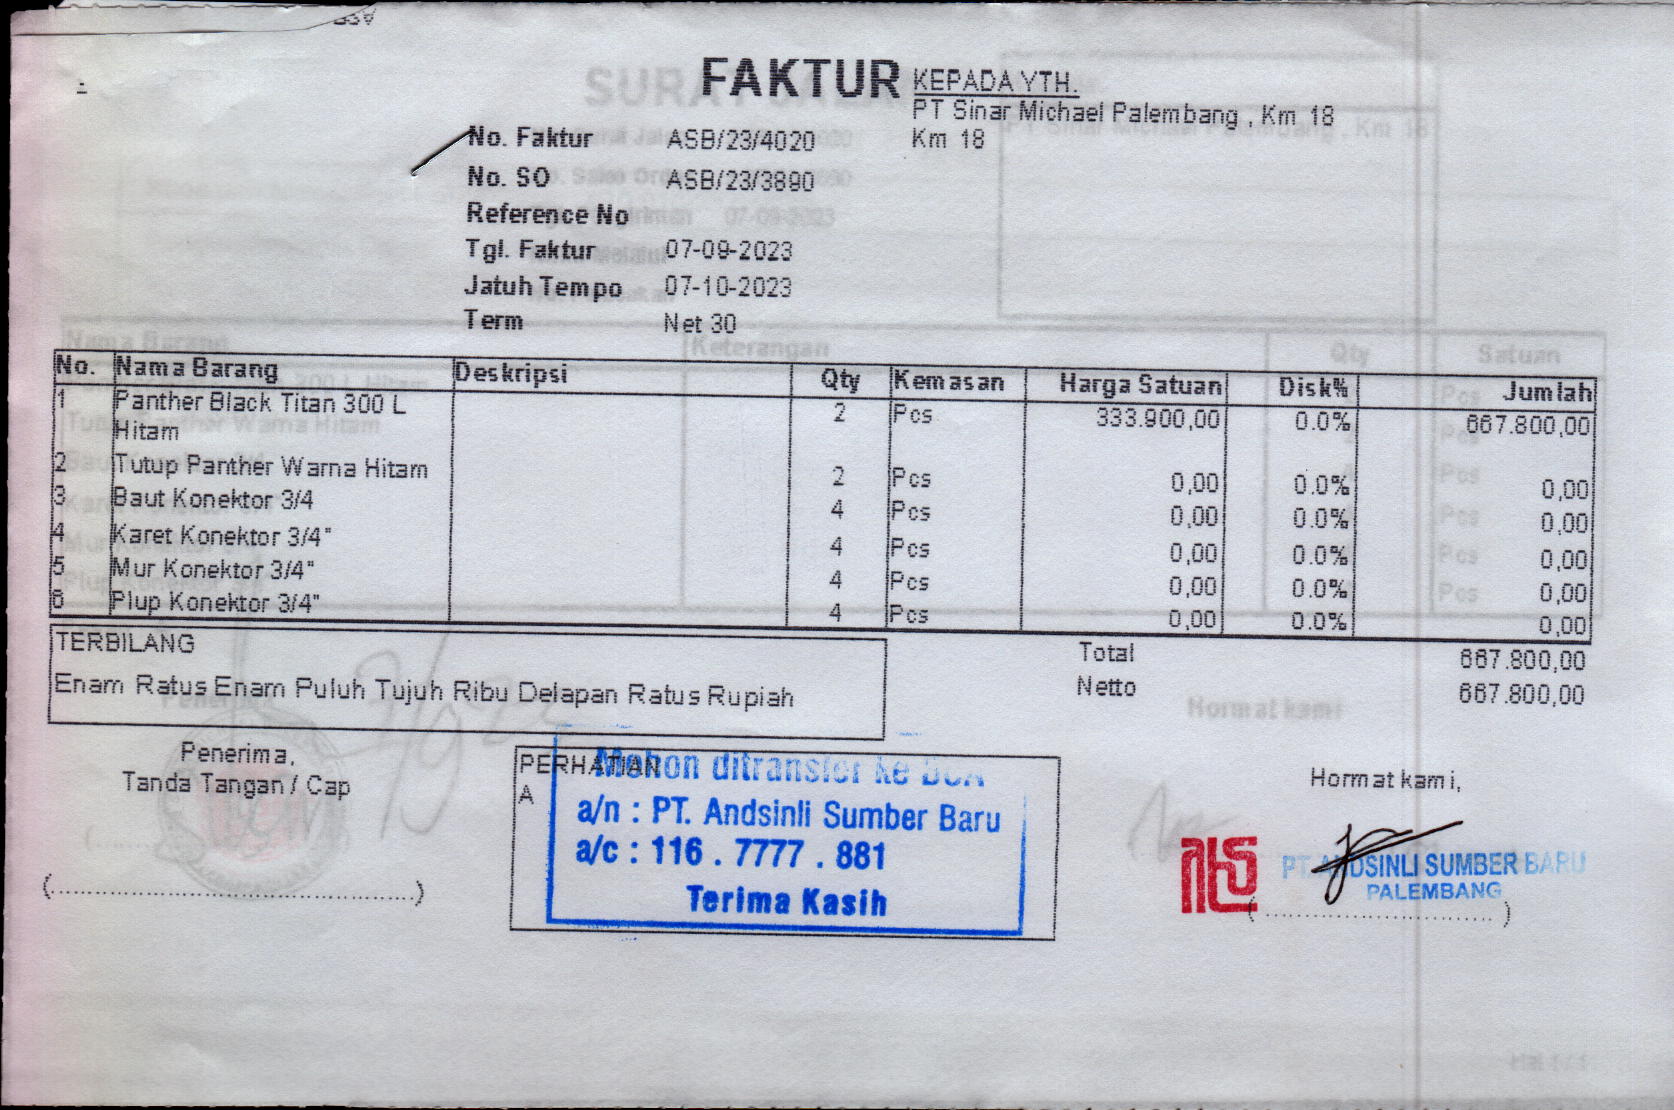 FAKTUR
KEPADA YTH.
PT Sinar Michael Palembang , Km 18
Km 18
No. Faktur ASB/23/4020
No. SO ASB/23/3890
Reference No
Tgl. Faktur 07-09-2023
Jatuh Tempo 07-10-2023
Term Net 30
No. Nama Barang Deskripsi Qty Kemasan Harga Satuan Disk% Jumlah
1 Panther Black Titan 300 L 2 Pcs 333.900,00 0.0% 667.800,00
Hitam
2 Tutup Panther Warna Hitam 2 Pcs 0,00 0.0% 0,00
3 Baut Konektor 3/4 4 Pcs 0,00 0.0% 0,00
4 Karet Konektor 3/4" 4 Pcs 0,00 0.0% 0,00
5 Mur Konektor 3/4" 4 Pcs 0,00 0.0% 0,00
6 Plup Konektor 3/4" 4 Pcs 0,00 0.0% 0,00
TERBILANG
Enam Ratus Enam Puluh Tujuh Ribu Delapan Ratus Rupiah
Total 667.800,00
Netto 667.800,00
Penerima,
Tanda Tangan / Cap
(................................................)
PERHATIAN
A
Mohon ditransfer ke BCA
a/n : PT. Andsinli Sumber Baru
a/c : 116 . 7777 . 881
Terima Kasih
Hormat kami,
PT ANDSINLI SUMBER BARU
PALEMBANG
(................................)